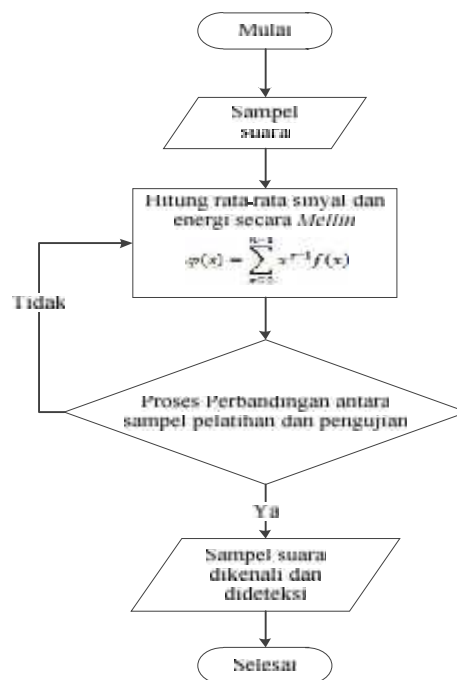 Mulai
Sampel
suara
Hitung rata-rata sinyal dan
energi secara Mellin
Tidak
Proses Perbandingan antara
sampel pelatihan dan pengujian
Ya
Sampel suara
dikenali dan
dideteksi
Selesai